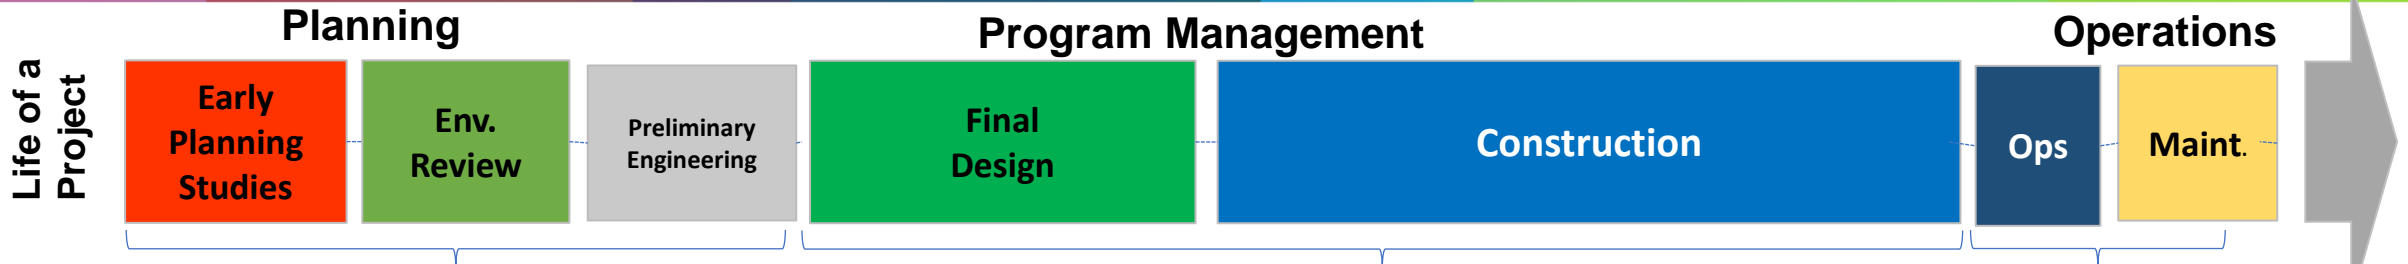 Planning
Program Management
Operations
Life of a
Project
Early
Planning
Studies
Env.
Review
Preliminary
Engineering
Final
Design
Construction
Ops
Maint.